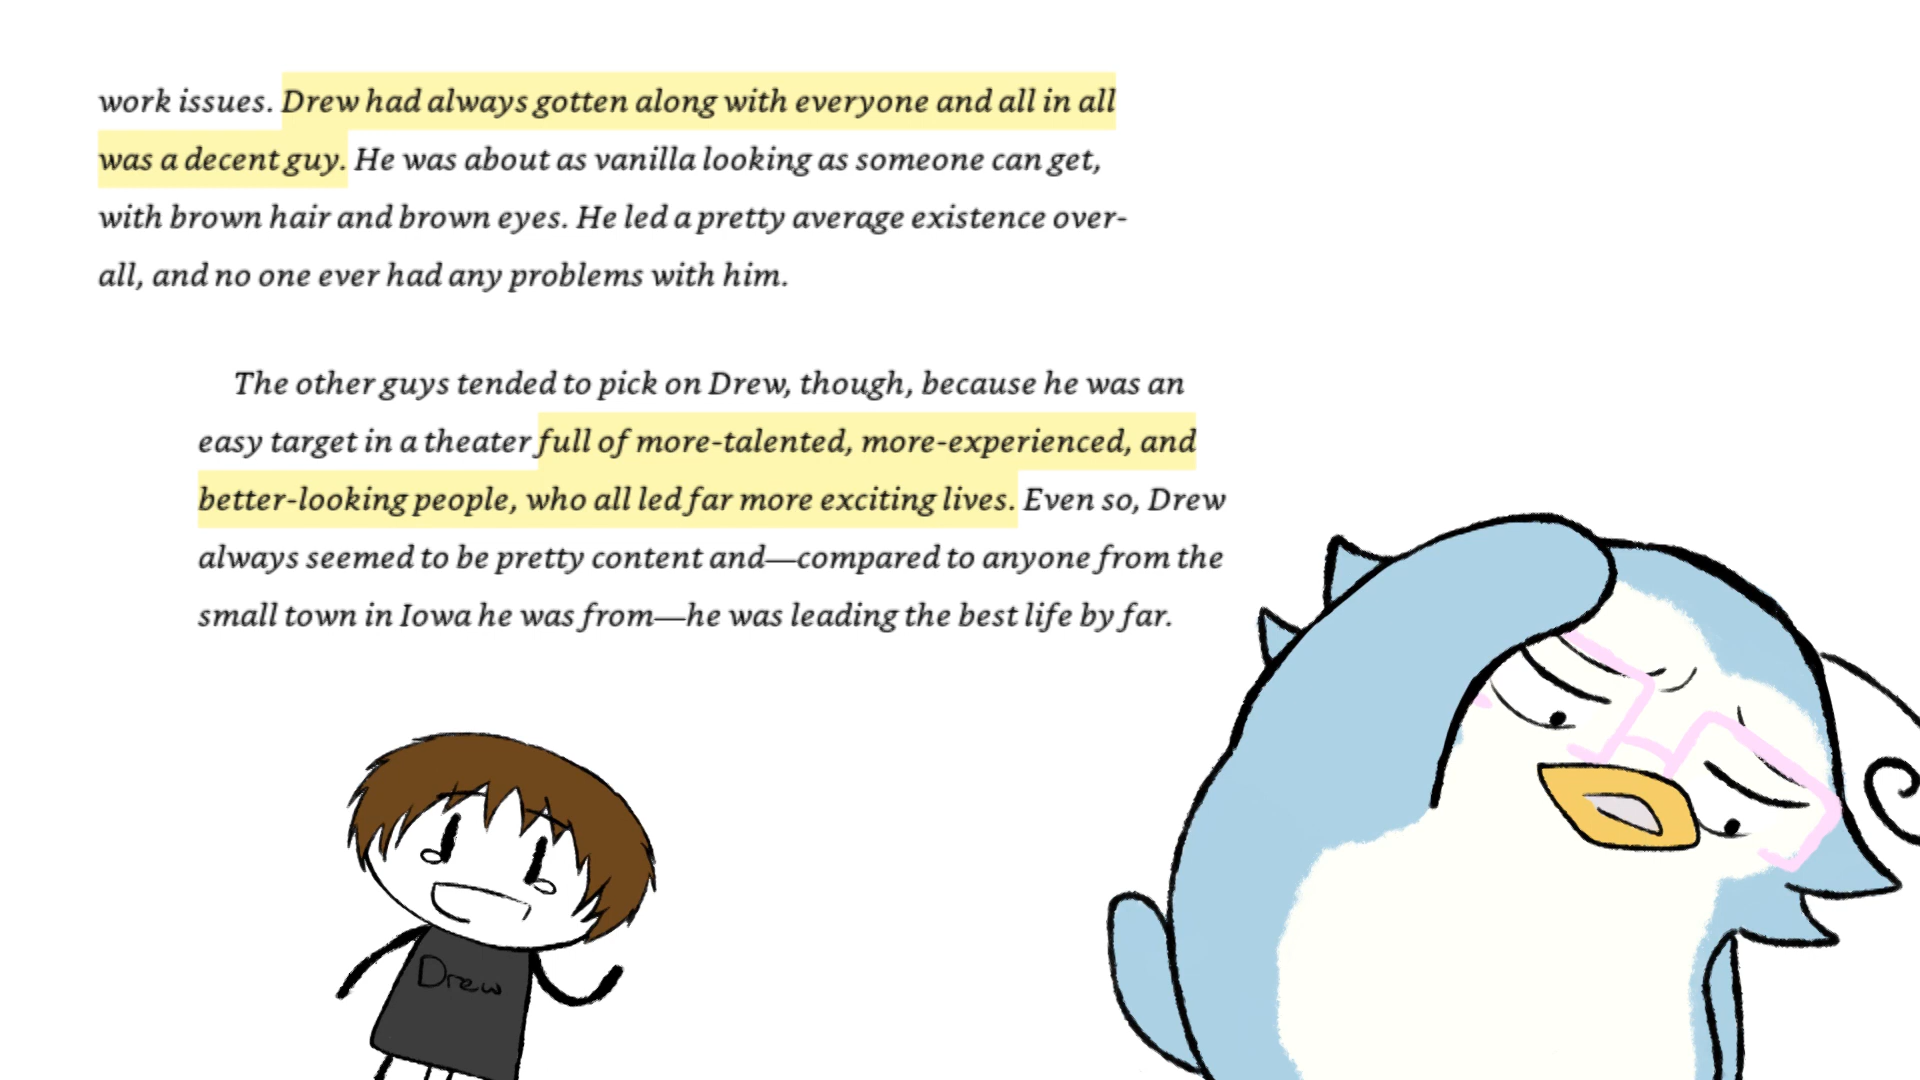 work issues. Drew had always gotten along with everyone and all in all
was a decent guy. He was about as vanilla looking as someone can get,
with brown hair and brown eyes. He led a pretty average existence over-
all, and no one ever had any problems with him.
The other guys tended to pick on Drew, though, because he was an
easy target in a theater full of more-talented, more-experienced, and
better-looking people, who all led far more exciting lives. Even so, Drew
always seemed to be pretty content and—compared to anyone from the
small town in Iowa he was from—he was leading the best life by far.
Drew